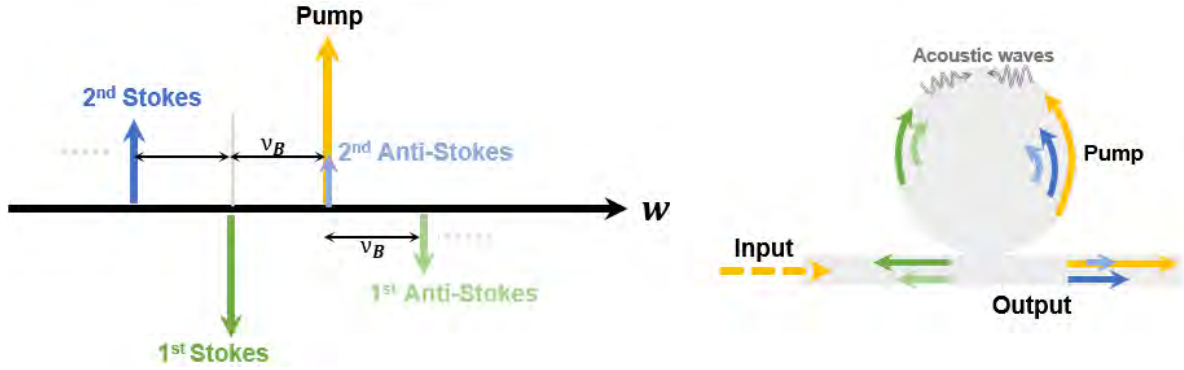 Pump
2nd Stokes
νB
2nd Anti-Stokes
w
νB
1st Anti-Stokes
1st Stokes
Acoustic waves
Pump
Input
Output